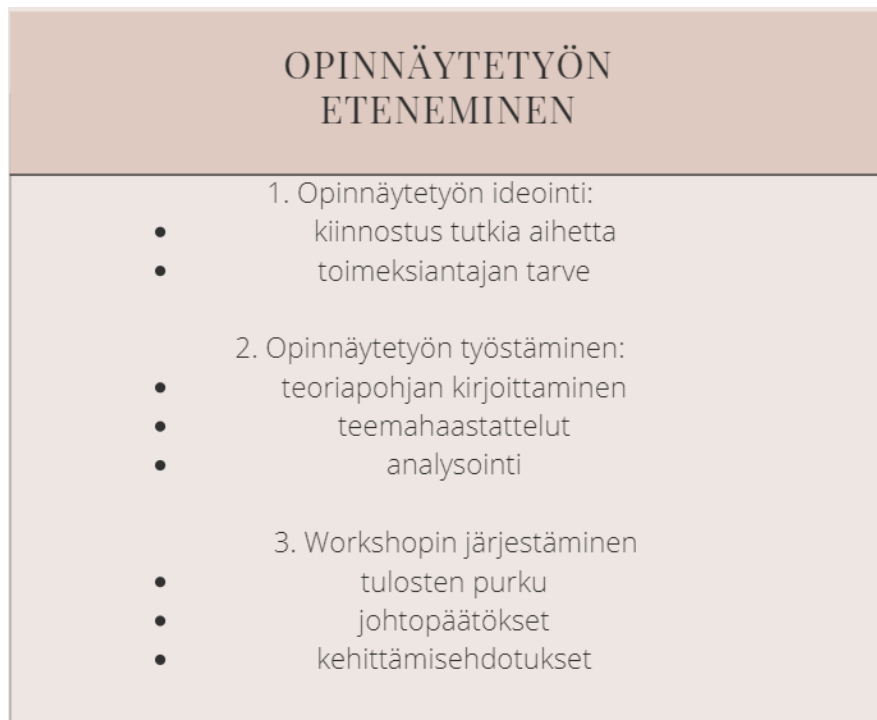 OPINNÄYTETYÖN
ETENEMINEN
1. Opinnäytetyön ideointi:
• kiinnostus tutkia aihetta
• toimeksiantajan tarve
2. Opinnäytetyön työstäminen:
• teoriapohjan kirjoittaminen
• teemahaastattelut
• analysointi
3. Workshopin järjestäminen
• tulosten purku
• johtopäätökset
• kehittämisehdotukset